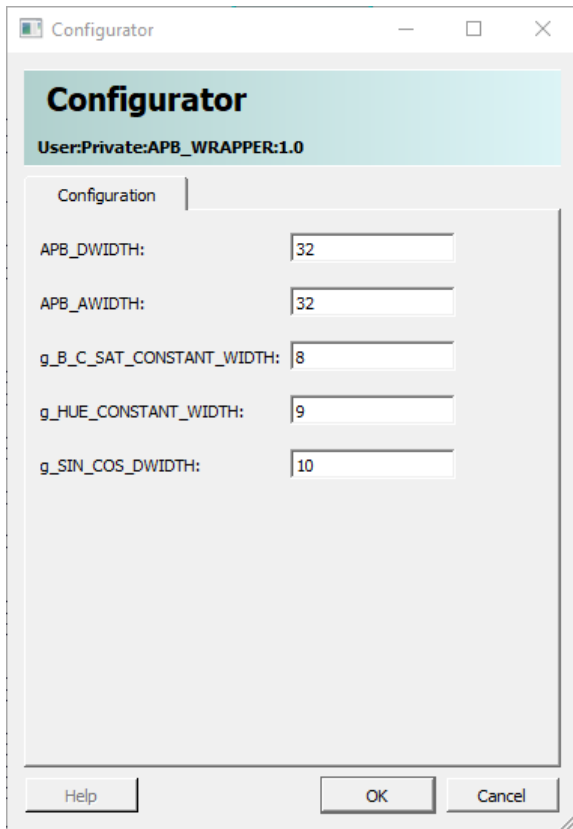 Configurator
Configurator
User:Private:APB_WRAPPER:1.0
Configuration
APB_DWIDTH: 32
APB_AWIDTH: 32
g_B_C_SAT_CONSTANT_WIDTH: 8
g_HUE_CONSTANT_WIDTH: 9
g_SIN_COS_DWIDTH: 10
Help OK Cancel